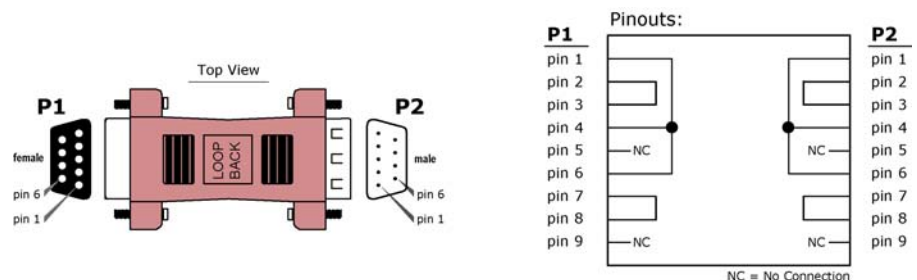 Top View
P1
P2
female
male
LOOP
BACK
pin 6
pin 1
pin 6
pin 1
Pinouts:
P1
P2
pin 1
pin 2
pin 3
pin 4
pin 5
pin 6
pin 7
pin 8
pin 9
NC
NC
NC
NC
pin 1
pin 2
pin 3
pin 4
pin 5
pin 6
pin 7
pin 8
pin 9
NC = No Connection